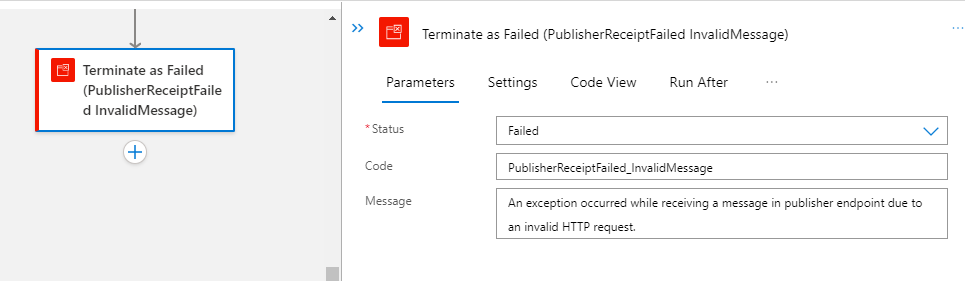 Terminate as Failed
(PublisherReceiptFaile
d InvalidMessage)
Terminate as Failed (PublisherReceiptFailed InvalidMessage)
Parameters
Settings
Code View
Run After
*Status
Failed
Code
PublisherReceiptFailed_InvalidMessage
Message
An exception occurred while receiving a message in publisher endpoint due to
an invalid HTTP request.